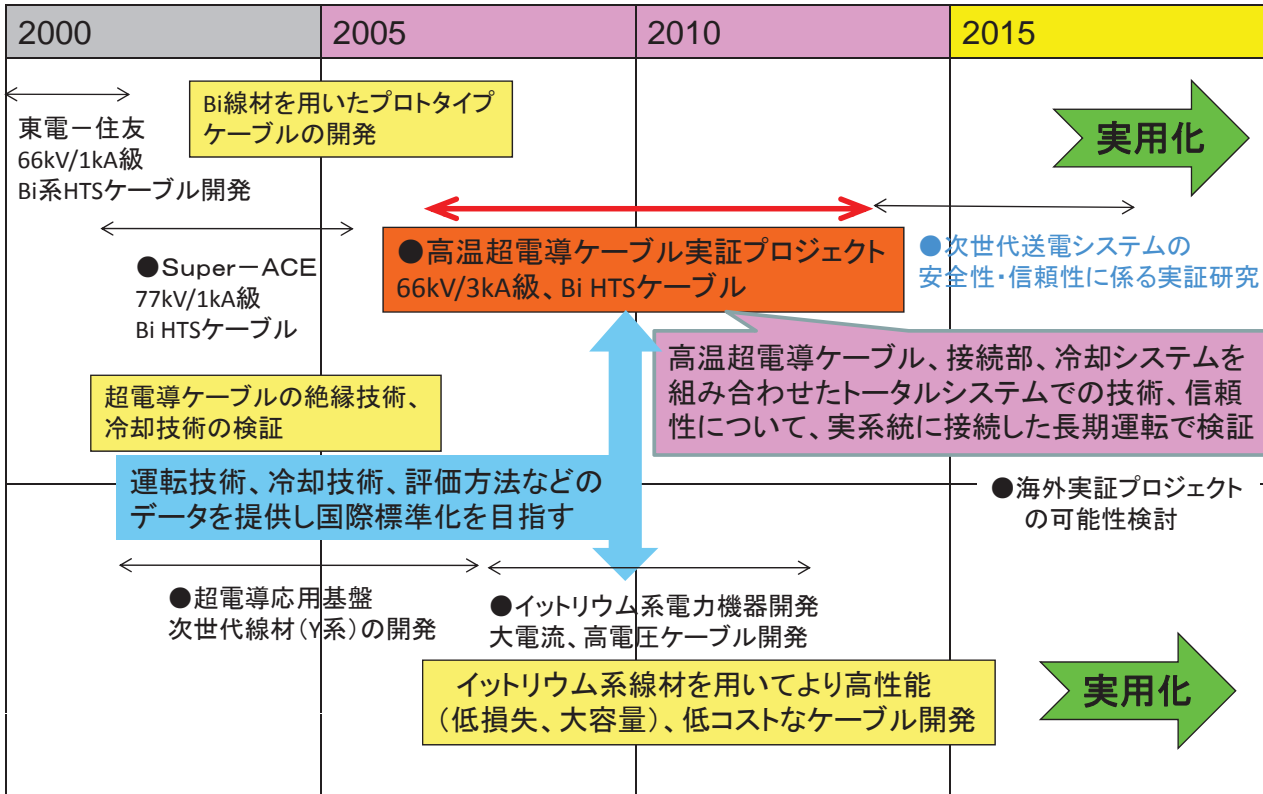 2000
2005
2010
2015
東電－住友
66kV/1kA級
Bi系HTSケーブル開発
Bi線材を用いたプロトタイプ
ケーブルの開発
実用化
●Super－ACE
77kV/1kA級
Bi HTSケーブル
●高温超電導ケーブル実証プロジェクト
66kV/3kA級、Bi HTSケーブル
●次世代送電システムの
安全性・信頼性に係る実証研究
高温超電導ケーブル、接続部、冷却システムを
組み合わせたトータルシステムでの技術、信頼
性について、実系統に接続した長期運転で検証
超電導ケーブルの絶縁技術、
冷却技術の検証
運転技術、冷却技術、評価方法などの
データを提供し国際標準化を目指す
●海外実証プロジェクト
の可能性検討
●超電導応用基盤
次世代線材（Y系）の開発
●イットリウム系電力機器開発
大電流、高電圧ケーブル開発
イットリウム系線材を用いてより高性能
（低損失、大容量）、低コストなケーブル開発
実用化